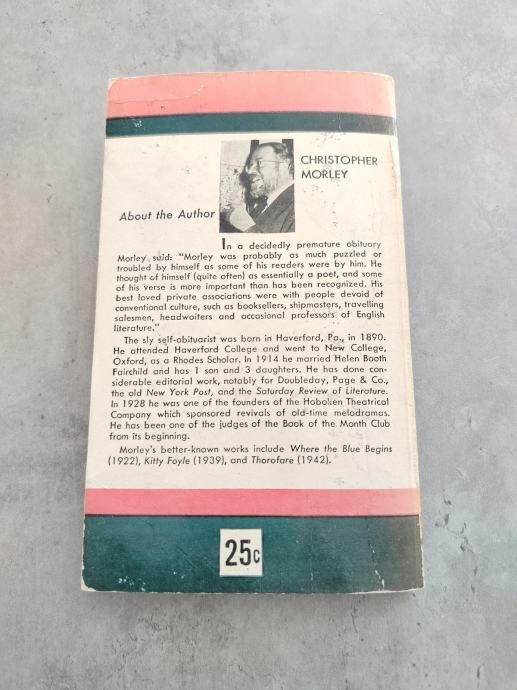 CHRISTOPHER
MORLEY
About the Author
In a decidedly premature obituary
Morley said: "Morley was probably as much puzzled or
troubled by himself as some of his readers were by him. He
thought of himself (quite often) as essentially a poet, and some
of his verse is more important than has been recognized. His
best loved private associations were with people devoid of
conventional culture, such as booksellers, shipmasters, travelling
salesmen, headwaiters and occasional professors of English
literature."
The sly self-obituarist was born in Haverford, Pa., in 1890.
He attended Haverford College and went to New College,
Oxford, as a Rhodes Scholar. In 1914 he married Helen Booth
Fairchild and has 1 son and 3 daughters. He has done con-
siderable editorial work, notably for Doubleday, Page & Co.,
the old New York Post, and the Saturday Review of Literature.
In 1928 he was one of the founders of the Hoboken Theatrical
Company which sponsored revivals of old-time melodramas.
He has been one of the judges of the Book of the Month Club
from its beginning.
Morley's better-known works include Where the Blue Begins
(1922), Kitty Foyle (1939), and Thorofare (1942).
25c